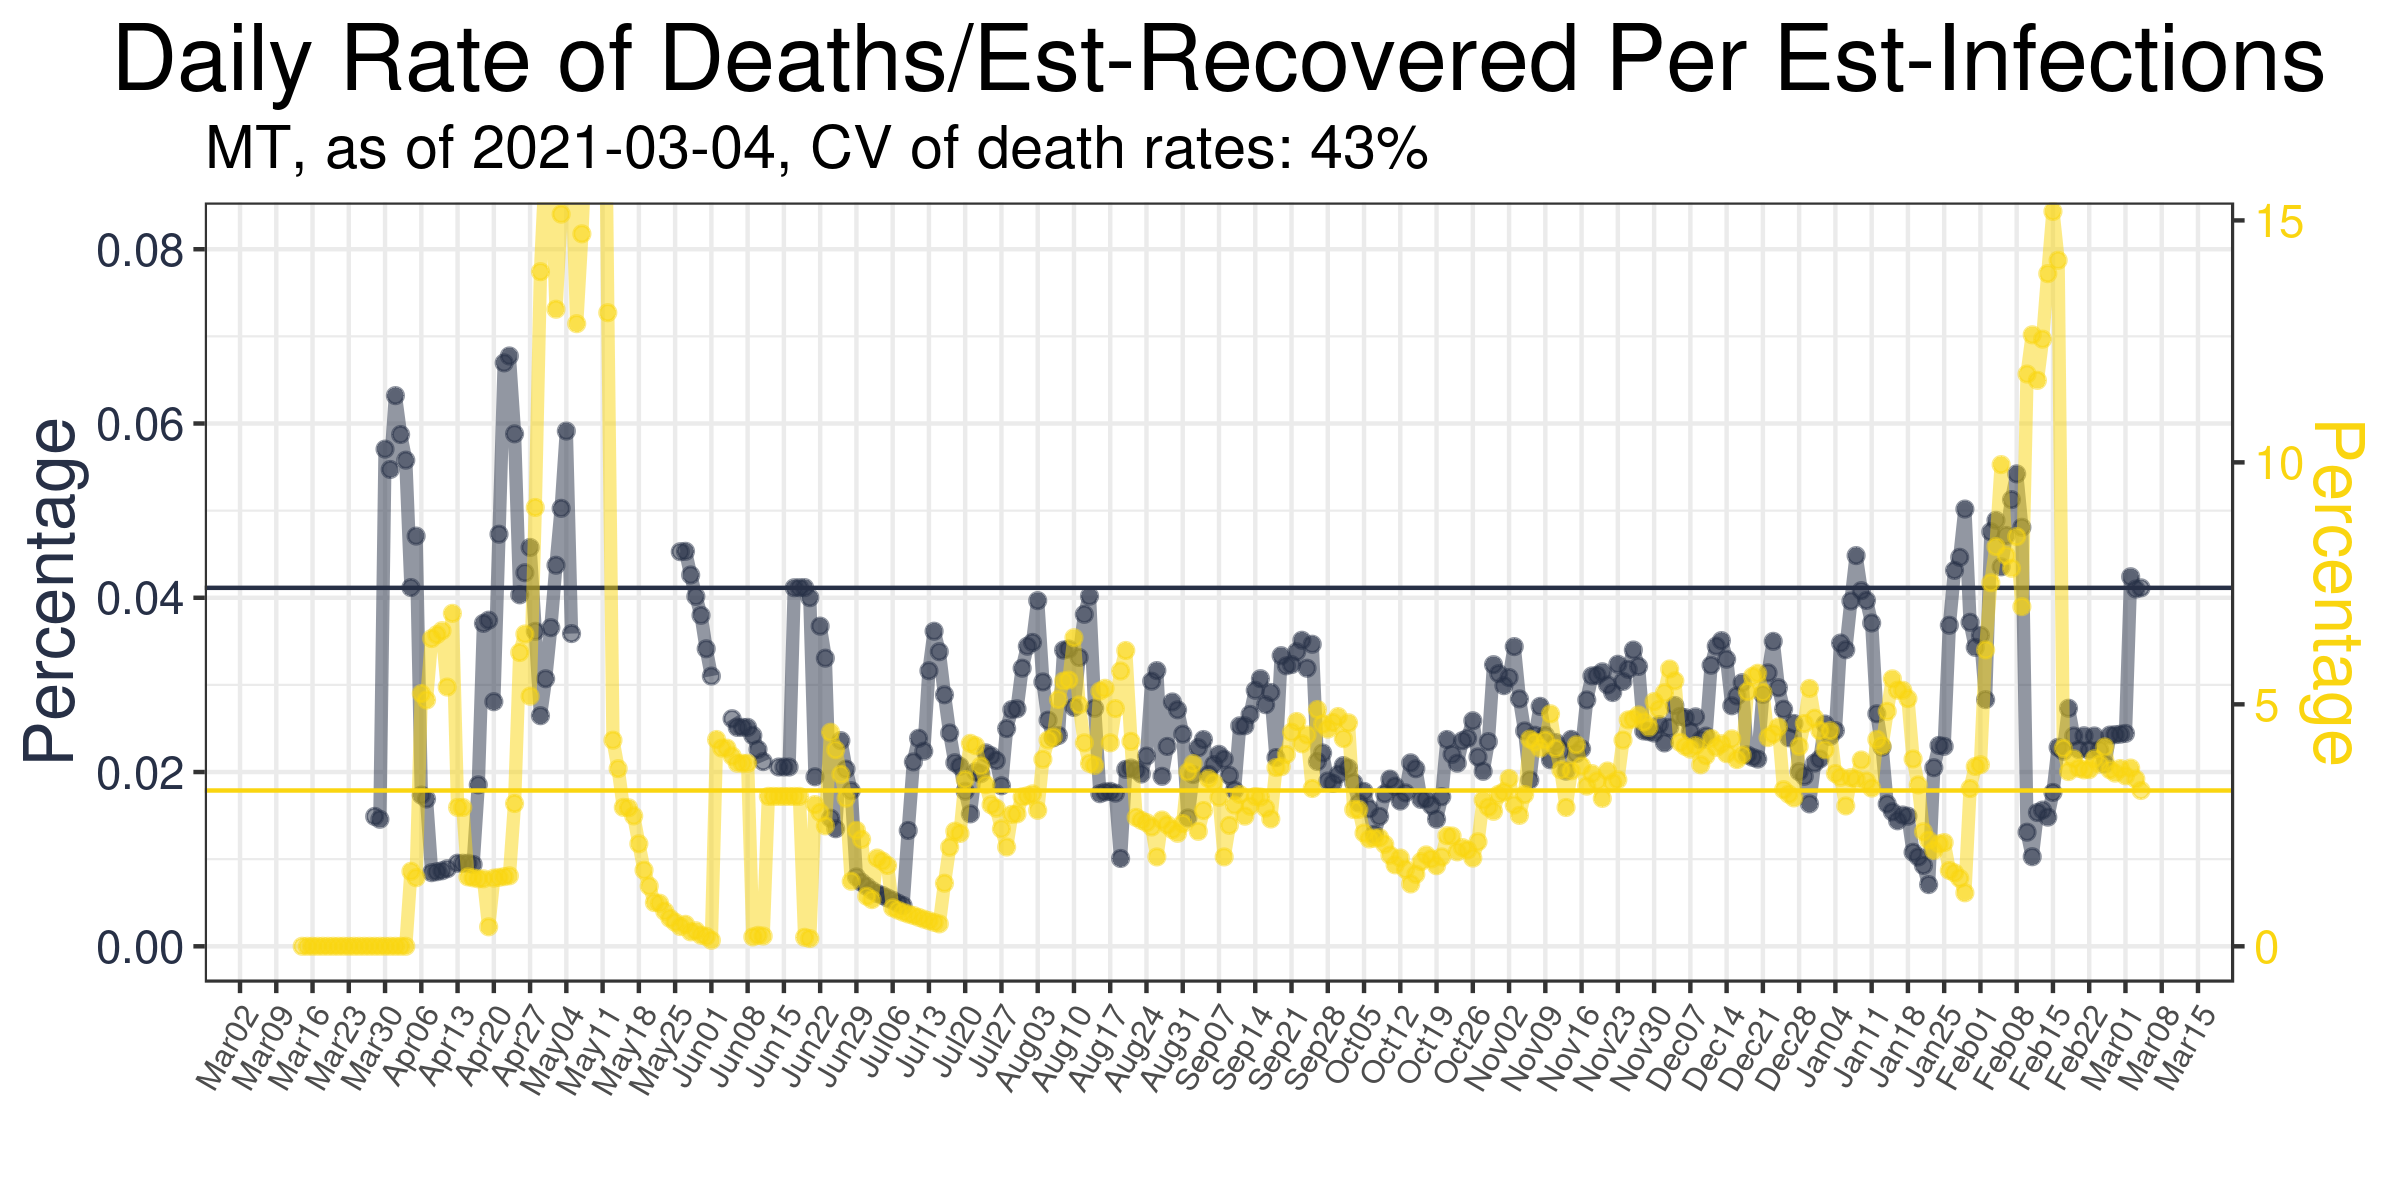 Daily Rate of Deaths/Est-Recovered Per Est-Infections
MT, as of 2021-03-04, CV of death rates: 43%
Percentage
0.08
0.06
0.04
0.02
0.00
15
10
5
0
Percentage
Mar02
Mar09
Mar16
Mar23
Mar30
Apr06
Apr13
Apr20
Apr27
May04
May11
May18
May25
Jun01
Jun08
Jun15
Jun22
Jun29
Jul06
Jul13
Jul20
Jul27
Aug03
Aug10
Aug17
Aug24
Aug31
Sep07
Sep14
Sep21
Sep28
Oct05
Oct12
Oct19
Oct26
Nov02
Nov09
Nov16
Nov23
Nov30
Dec07
Dec14
Dec21
Dec28
Jan04
Jan11
Jan18
Jan25
Feb01
Feb08
Feb15
Feb22
Mar01
Mar08
Mar15